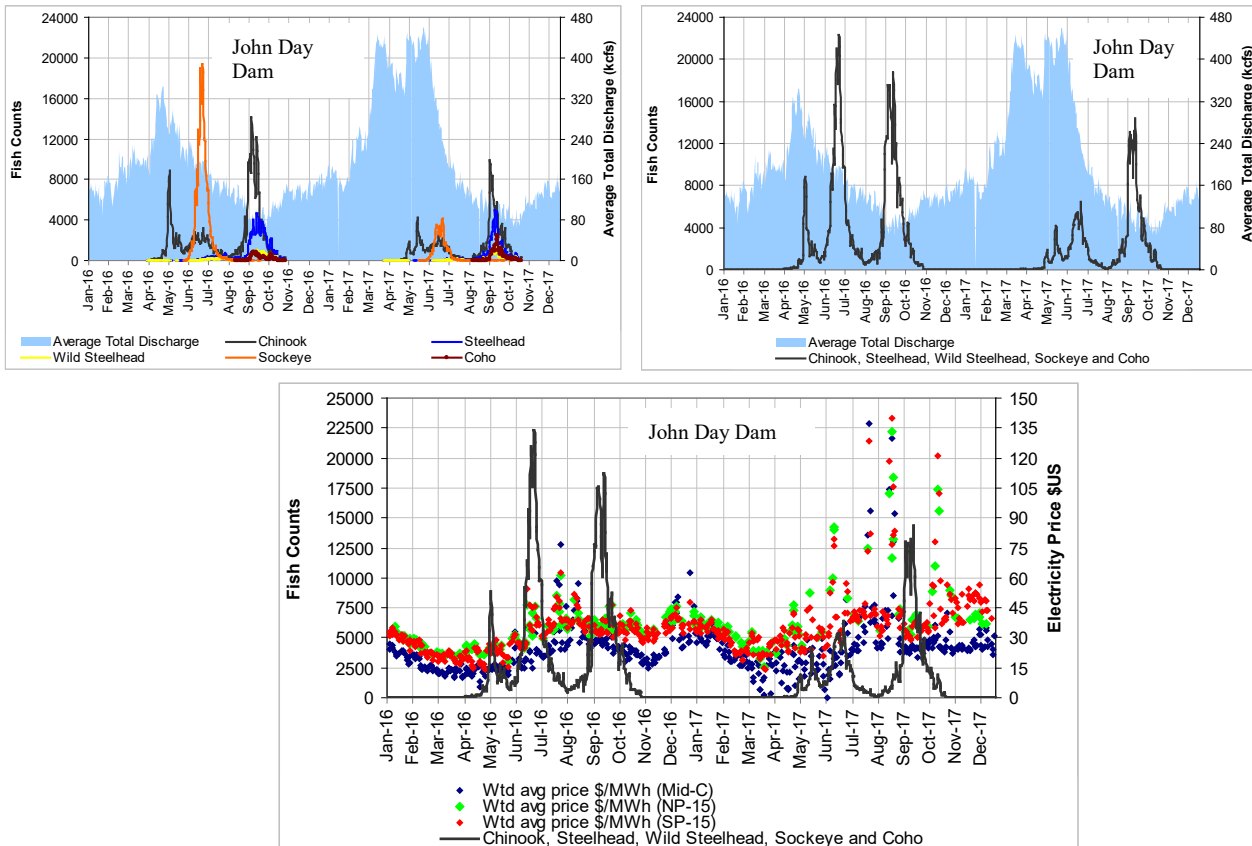 24000
20000
16000
12000
8000
4000
0
Fish Counts
John Day
Dam
480
400
320
240
160
80
0
Average Total Discharge (kcfs)
Jan-16
Feb-16
Mar-16
Apr-16
May-16
Jun-16
Jul-16
Aug-16
Sep-16
Oct-16
Nov-16
Dec-16
Jan-17
Feb-17
Mar-17
Apr-17
May-17
Jun-17
Jul-17
Aug-17
Sep-17
Oct-17
Nov-17
Dec-17
Average Total Discharge
Chinook
Steelhead
Wild Steelhead
Sockeye
Coho
24000
20000
16000
12000
8000
4000
0
Fish Counts
John Day
Dam
480
400
320
240
160
80
0
Average Total Discharge (kcfs)
Jan-16
Feb-16
Mar-16
Apr-16
May-16
Jun-16
Jul-16
Aug-16
Sep-16
Oct-16
Nov-16
Dec-16
Jan-17
Feb-17
Mar-17
Apr-17
May-17
Jun-17
Jul-17
Aug-17
Sep-17
Oct-17
Nov-17
Dec-17
Average Total Discharge
Chinook, Steelhead, Wild Steelhead, Sockeye and Coho
25000
22500
20000
17500
15000
12500
10000
7500
5000
2500
0
Fish Counts
John Day Dam
150
135
120
105
90
75
60
45
30
15
0
Electricity Price $US
Jan-16
Feb-16
Mar-16
Apr-16
May-16
Jun-16
Jul-16
Aug-16
Sep-16
Oct-16
Nov-16
Dec-16
Jan-17
Feb-17
Mar-17
Apr-17
May-17
Jun-17
Jul-17
Aug-17
Sep-17
Oct-17
Nov-17
Dec-17
Wtd avg price $/MWh (Mid-C)
Wtd avg price $/MWh (NP-15)
Wtd avg price $/MWh (SP-15)
Chinook, Steelhead, Wild Steelhead, Sockeye and Coho